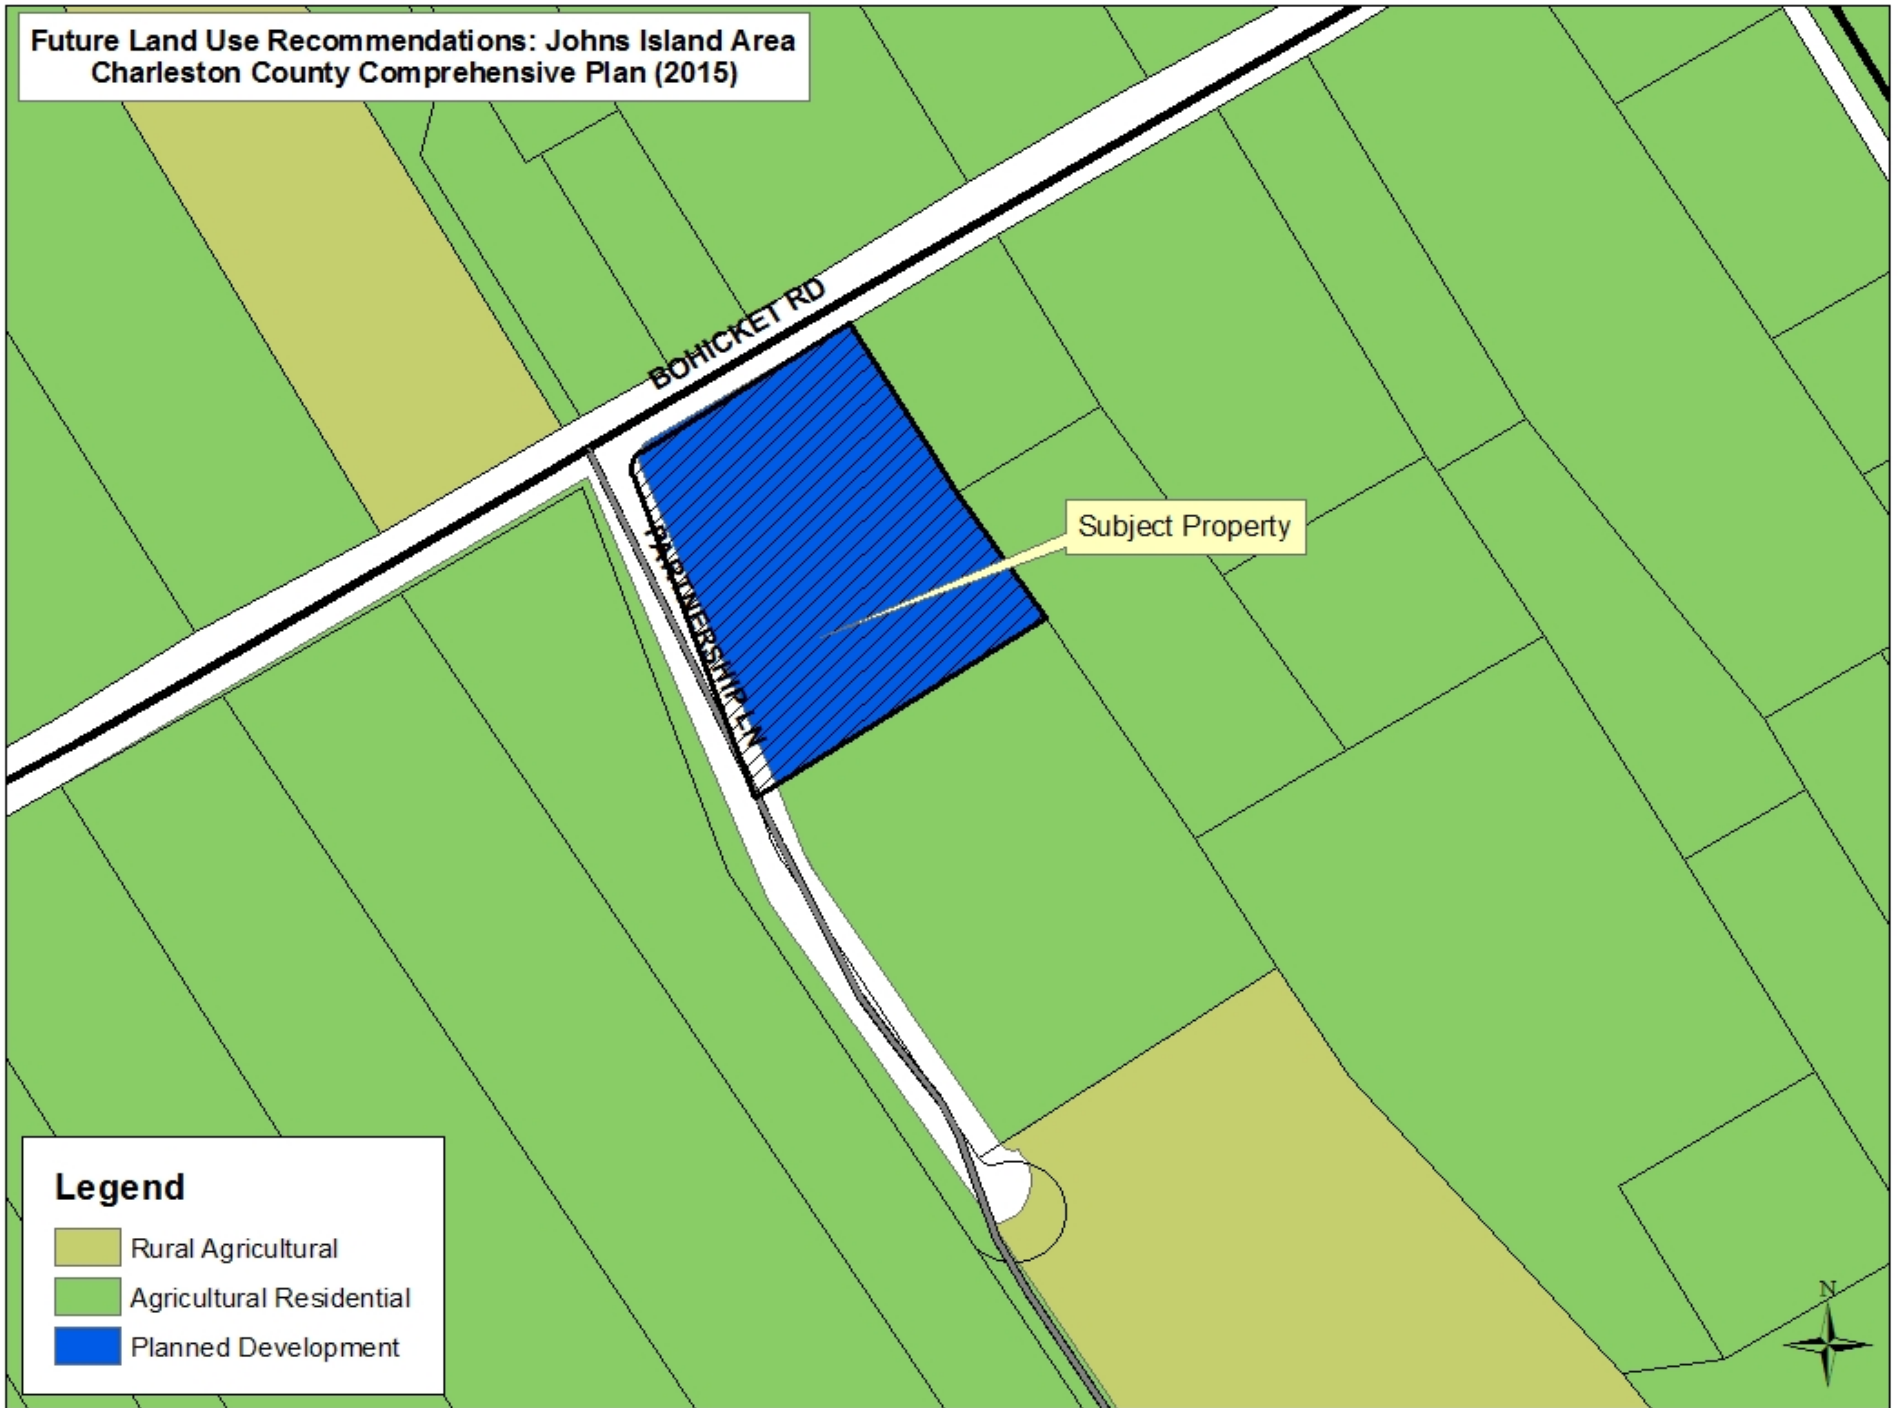 Future Land Use Recommendations: Johns Island Area
Charleston County Comprehensive Plan (2015)
BOHICKET RD
Subject Property
PARTNERSHIP LN
Legend
Rural Agricultural
Agricultural Residential
Planned Development
N